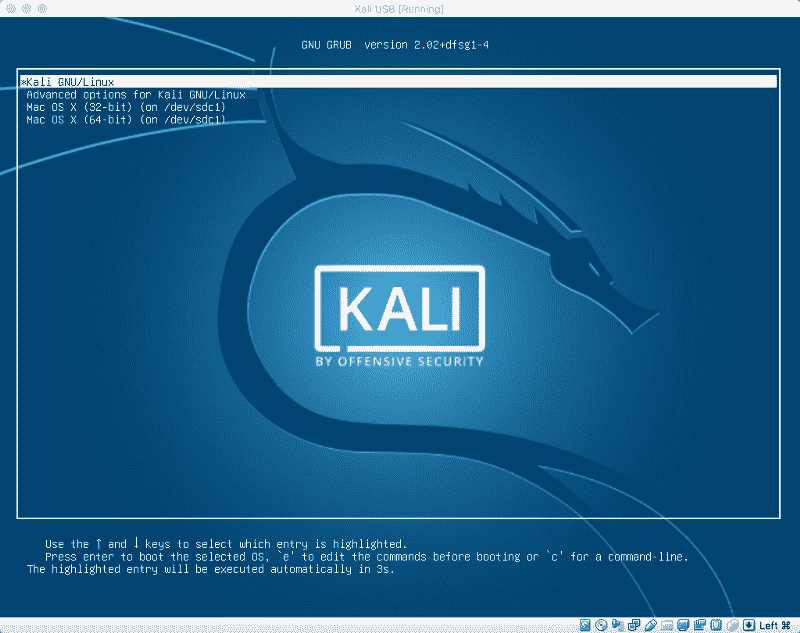 Kali USB [Running]
GNU GRUB version 2.02+dfsg1-4
*Kali GNU/Linux
Advanced options for Kali GNU/Linux
Mac OS X (32-bit) (on /dev/sdc1)
Mac OS X (64-bit) (on /dev/sdc1)
KALI
BY OFFENSIVE SECURITY
Use the ↑ and ↓ keys to select which entry is highlighted.
Press enter to boot the selected OS, `e' to edit the commands before booting or `c' for a command-line.
The highlighted entry will be executed automatically in 3s.
Left ⌘